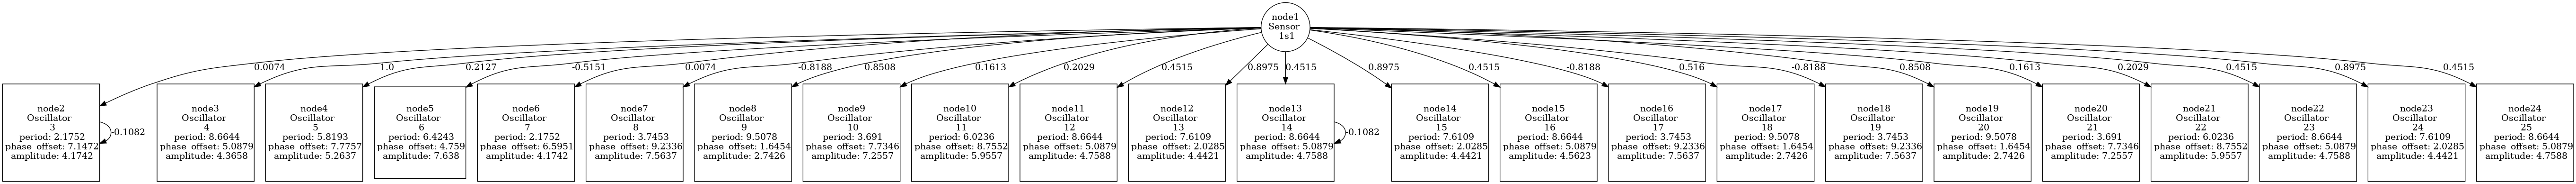 node1
Sensor
1s1
0.0074
1.0
0.2127
-0.5151
0.0074
-0.8188
0.8508
0.1613
0.2029
0.4515
0.8975
0.4515
0.8975
0.4515
-0.8188
0.516
-0.8188
0.8508
0.1613
0.2029
0.4515
0.8975
0.4515
node2
Oscillator
3
period: 2.1752
phase_offset: 7.1472
amplitude: 4.1742
-0.1082
node3
Oscillator
4
period: 8.6644
phase_offset: 5.0879
amplitude: 4.3658
node4
Oscillator
5
period: 5.8193
phase_offset: 7.7757
amplitude: 5.2637
node5
Oscillator
6
period: 6.4243
phase_offset: 4.759
amplitude: 7.638
node6
Oscillator
7
period: 2.1752
phase_offset: 6.5951
amplitude: 4.1742
node7
Oscillator
8
period: 3.7453
phase_offset: 9.2336
amplitude: 7.5637
node8
Oscillator
9
period: 9.5078
phase_offset: 1.6454
amplitude: 2.7426
node9
Oscillator
10
period: 3.691
phase_offset: 7.7346
amplitude: 7.2557
node10
Oscillator
11
period: 6.0236
phase_offset: 8.7552
amplitude: 5.9557
node11
Oscillator
12
period: 8.6644
phase_offset: 5.0879
amplitude: 4.7588
node12
Oscillator
13
period: 7.6109
phase_offset: 2.0285
amplitude: 4.4421
node13
Oscillator
14
period: 8.6644
phase_offset: 5.0879
amplitude: 4.7588
-0.1082
node14
Oscillator
15
period: 7.6109
phase_offset: 2.0285
amplitude: 4.4421
node15
Oscillator
16
period: 8.6644
phase_offset: 5.0879
amplitude: 4.5623
node16
Oscillator
17
period: 3.7453
phase_offset: 9.2336
amplitude: 7.5637
node17
Oscillator
18
period: 9.5078
phase_offset: 1.6454
amplitude: 2.7426
node18
Oscillator
19
period: 3.7453
phase_offset: 9.2336
amplitude: 7.5637
node19
Oscillator
20
period: 9.5078
phase_offset: 1.6454
amplitude: 2.7426
node20
Oscillator
21
period: 3.691
phase_offset: 7.7346
amplitude: 7.2557
node21
Oscillator
22
period: 6.0236
phase_offset: 8.7552
amplitude: 5.9557
node22
Oscillator
23
period: 8.6644
phase_offset: 5.0879
amplitude: 4.7588
node23
Oscillator
24
period: 7.6109
phase_offset: 2.0285
amplitude: 4.4421
node24
Oscillator
25
period: 8.6644
phase_offset: 5.0879
amplitude: 4.7588